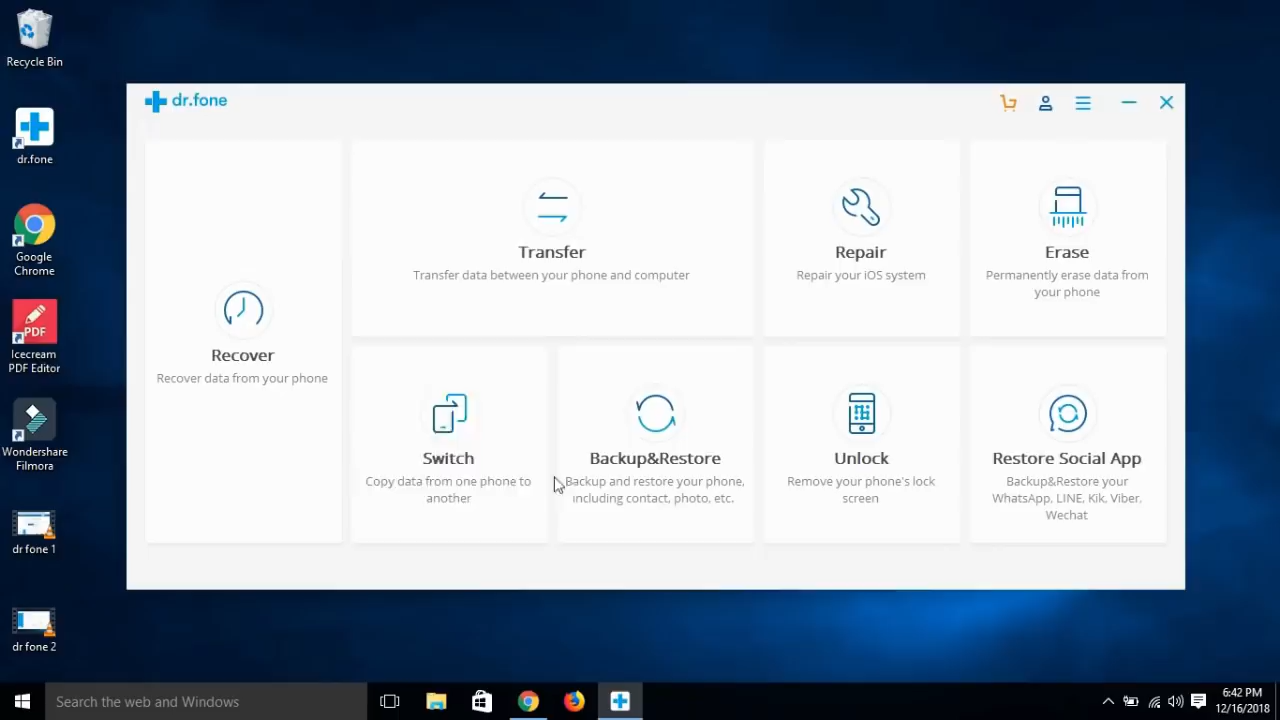 Recycle Bin
dr.fone
Google
Chrome
PDF
Icecream
PDF Editor
Wondershare
Filmora
dr fone 1
dr fone 2
dr.fone
Recover
Recover data from your phone
Transfer
Transfer data between your phone and computer
Repair
Repair your iOS system
Erase
Permanently erase data from
your phone
Switch
Copy data from one phone to
another
Backup&Restore
Backup and restore your phone,
including contact, photo, etc.
Unlock
Remove your phone's lock
screen
Restore Social App
Backup&Restore your
WhatsApp, LINE, Kik, Viber,
Wechat
Search the web and Windows
6:42 PM
12/16/2018